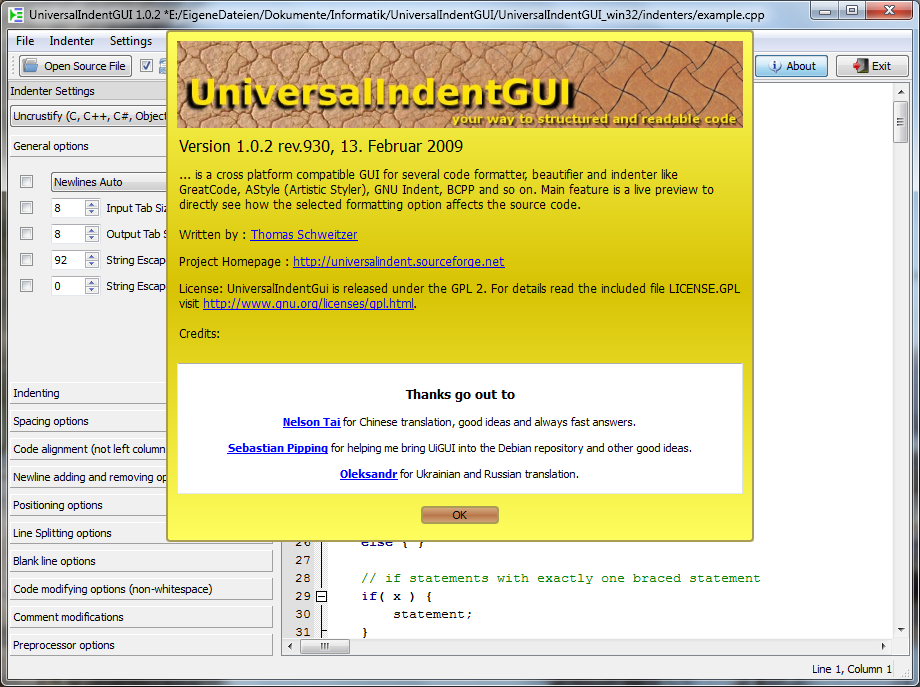 UniversalIndentGUI 1.0.2 *E:/EigeneDateien/Dokumente/Informatik/UniversalIndentGUI/UniversalIndentGUI_win32/indenters/example.cpp
File Indenter Settings
Open Source File
About
Exit
Indenter Settings
Uncrustify (C, C++, C#, Object
General options
Newlines Auto
8 Input Tab Siz
8 Output Tab S
92 String Escap
0 String Escap
Indenting
Spacing options
Code alignment (not left column
Newline adding and removing op
Positioning options
Line Splitting options
Blank line options
Code modifying options (non-whitespace)
Comment modifications
Preprocessor options
UniversalIndentGUI
your way to structured and readable code
Version 1.0.2 rev.930, 13. Februar 2009
... is a cross platform compatible GUI for several code formatter, beautifier and indenter like
GreatCode, AStyle (Artistic Styler), GNU Indent, BCPP and so on. Main feature is a live preview to
directly see how the selected formatting option affects the source code.
Written by : Thomas Schweitzer
Project Homepage : http://universalindent.sourceforge.net
License: UniversalIndentGui is released under the GPL 2. For details read the included file LICENSE.GPL
visit http://www.gnu.org/licenses/gpl.html.
Credits:
Thanks go out to
Nelson Tai for Chinese translation, good ideas and always fast answers.
Sebastian Pipping for helping me bring UiGUI into the Debian repository and other good ideas.
Oleksandr for Ukrainian and Russian translation.
OK
26 else { }
27
28 // if statements with exactly one braced statement
29 if( x ) {
30 statement;
31 }
Line 1, Column 1